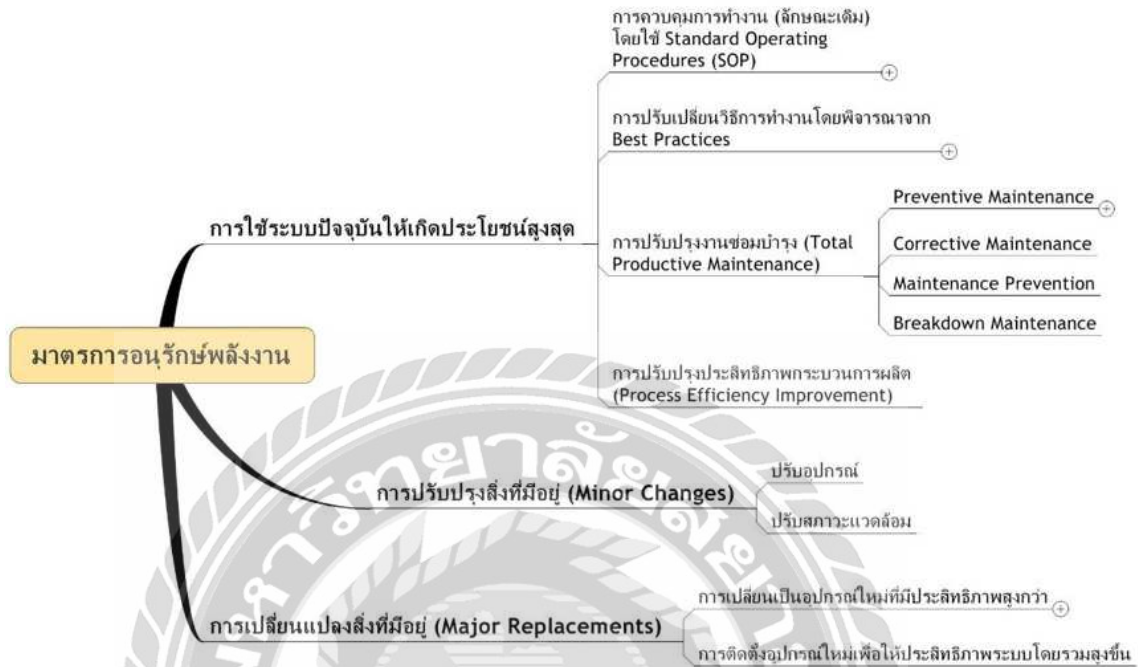 การควบคุมการทำงาน (ลักษณะเดิม)
โดยใช้ Standard Operating
Procedures (SOP)
การปรับเปลี่ยนวิธีการทำงานโดยพิจารณาจาก
Best Practices
การใช้ระบบปัจจุบันให้เกิดประโยชน์สูงสุด
การปรับปรุงงานซ่อมบำรุง (Total
Productive Maintenance)
Preventive Maintenance
Corrective Maintenance
Maintenance Prevention
Breakdown Maintenance
มาตรการอนุรักษ์พลังงาน
การปรับปรุงประสิทธิภาพกระบวนการผลิต
(Process Efficiency Improvement)
การปรับปรุงสิ่งที่มีอยู่ (Minor Changes)
ปรับอุปกรณ์
ปรับสภาวะแวดล้อม
การเปลี่ยนแปลงสิ่งที่มีอยู่ (Major Replacements)
การเปลี่ยนเป็นอุปกรณ์ใหม่ที่มีประสิทธิภาพสูงกว่า
การติดตั้งอุปกรณ์ใหม่เพื่อให้ประสิทธิภาพระบบโดยรวมสูงขึ้น